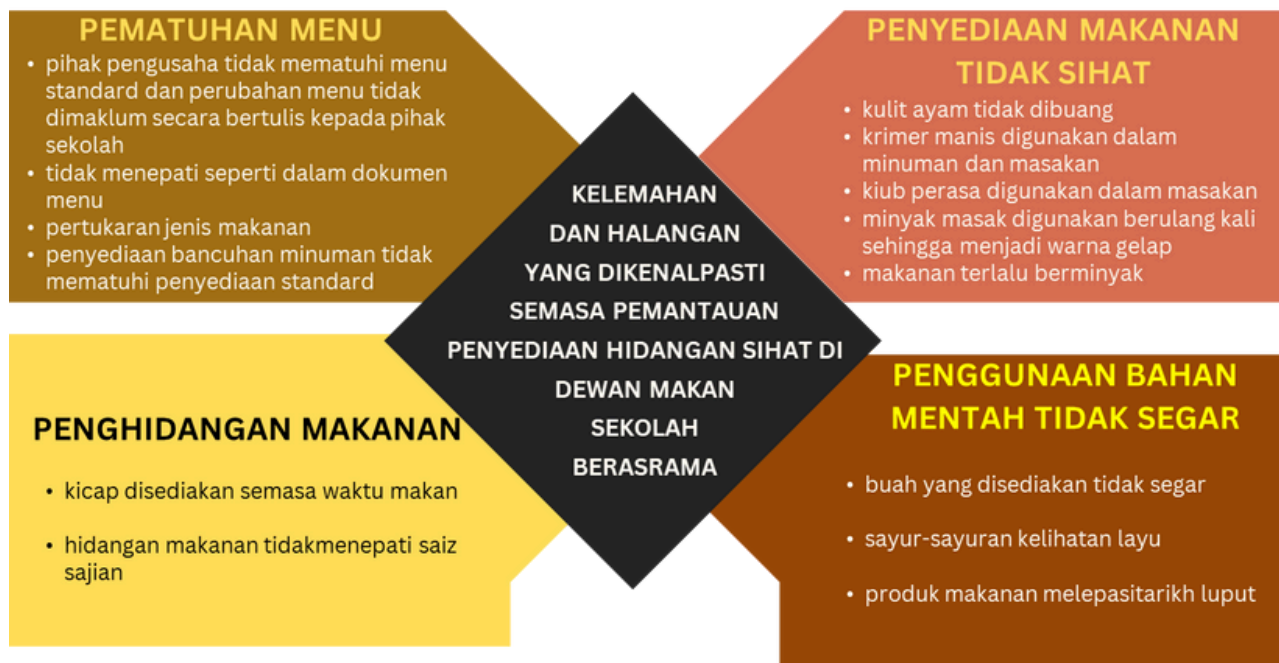 PEMATUHAN MENU
• pihak pengusaha tidak mematuhi menu
standard dan perubahan menu tidak
dimaklum secara bertulis kepada pihak
sekolah
• tidak menepati seperti dalam dokumen
menu
• pertukaran jenis makanan
• penyediaan bancuhan minuman tidak
mematuhi penyediaan standard
PENYEDIAAN MAKANAN
TIDAK SIHAT
• kulit ayam tidak dibuang
• krimer manis digunakan dalam
minuman dan masakan
• kiub perasa digunakan dalam masakan
• minyak masak digunakan berulang kali
sehingga menjadi warna gelap
• makanan terlalu berminyak
KELEMAHAN
DAN HALANGAN
YANG DIKENALPASTI
SEMASA PEMANTAUAN
PENYEDIAAN HIDANGAN SIHAT DI
DEWAN MAKAN
SEKOLAH
BERASRAMA
PENGHIDANGAN MAKANAN
• kicap disediakan semasa waktu makan
• hidangan makanan tidakmenepati saiz
sajian
PENGGUNAAN BAHAN
MENTAH TIDAK SEGAR
• buah yang disediakan tidak segar
• sayur-sayuran kelihatan layu
• produk makanan melepasitarikh luput